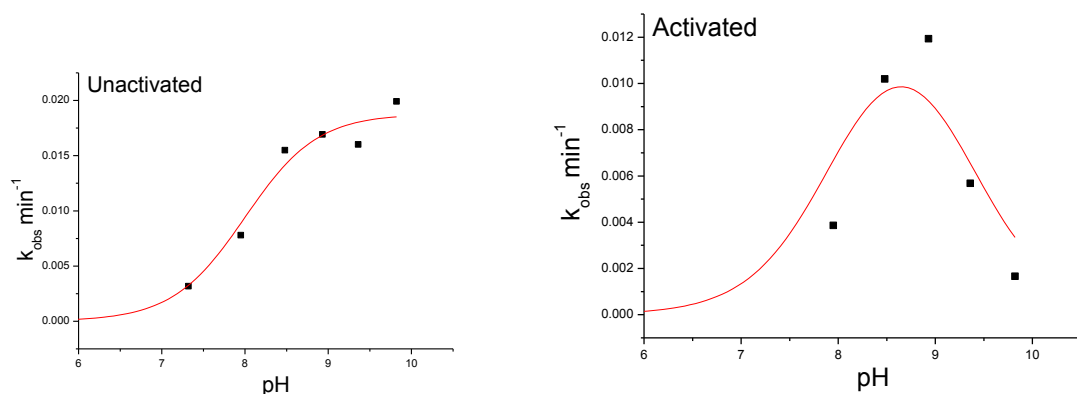 Unactivated
0.020
0.015
0.010
0.005
0.000
k_obs min⁻¹
6 7 8 9 10
pH
Activated
0.012
0.010
0.008
0.006
0.004
0.002
0.000
k_obs min⁻¹
6 7 8 9 10
pH